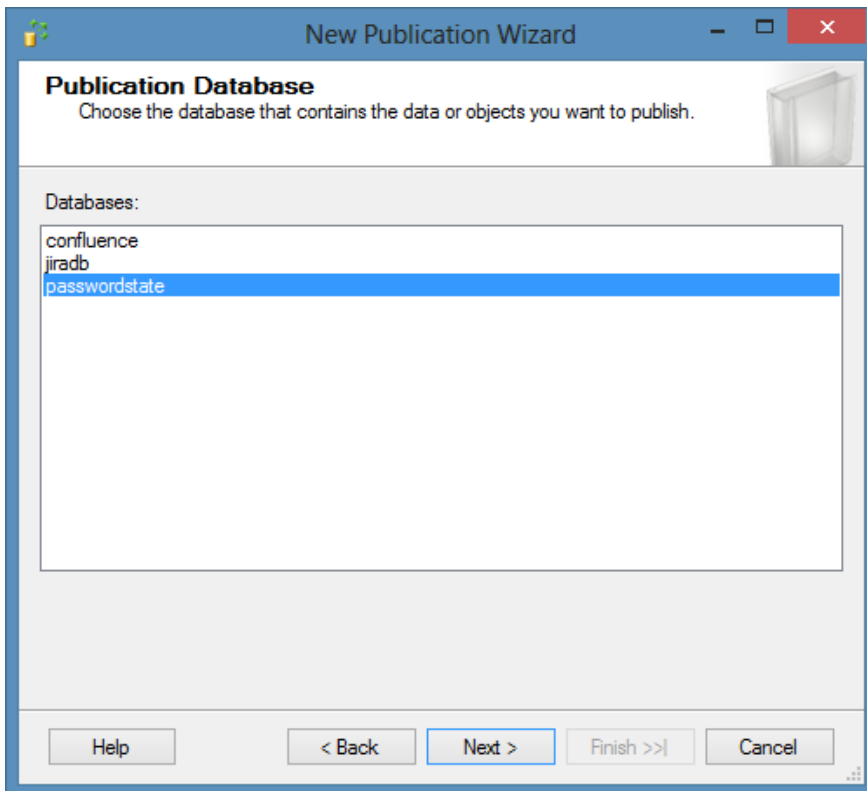 New Publication Wizard
Publication Database
Choose the database that contains the data or objects you want to publish.
Databases:
confluence
jiradb
passwordstate
Help
< Back
Next >
Finish >>|
Cancel